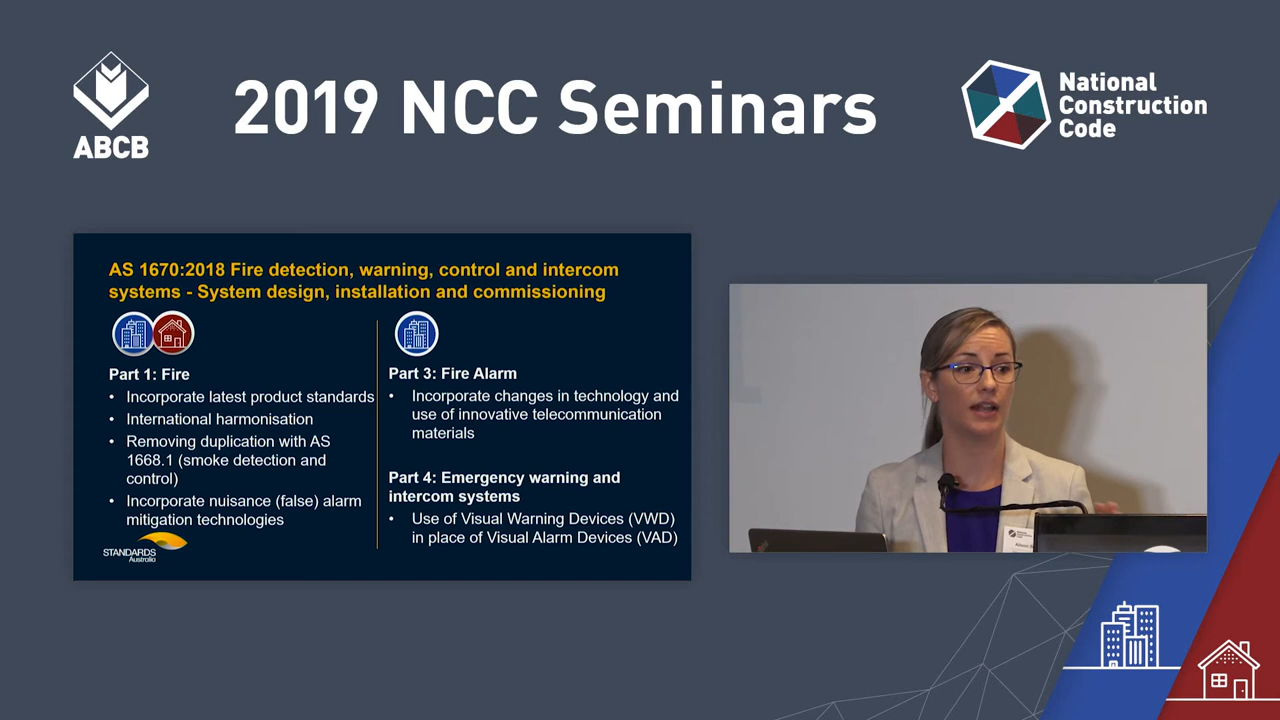 ABCB
2019 NCC Seminars
National
Construction
Code
AS 1670:2018 Fire detection, warning, control and intercom
systems - System design, installation and commissioning
Part 1: Fire
• Incorporate latest product standards
• International harmonisation
• Removing duplication with AS
1668.1 (smoke detection and
control)
• Incorporate nuisance (false) alarm
mitigation technologies
STANDARDS
Australia
Part 3: Fire Alarm
• Incorporate changes in technology and
use of innovative telecommunication
materials
Part 4: Emergency warning and
intercom systems
• Use of Visual Warning Devices (VWD)
in place of Visual Alarm Devices (VAD)